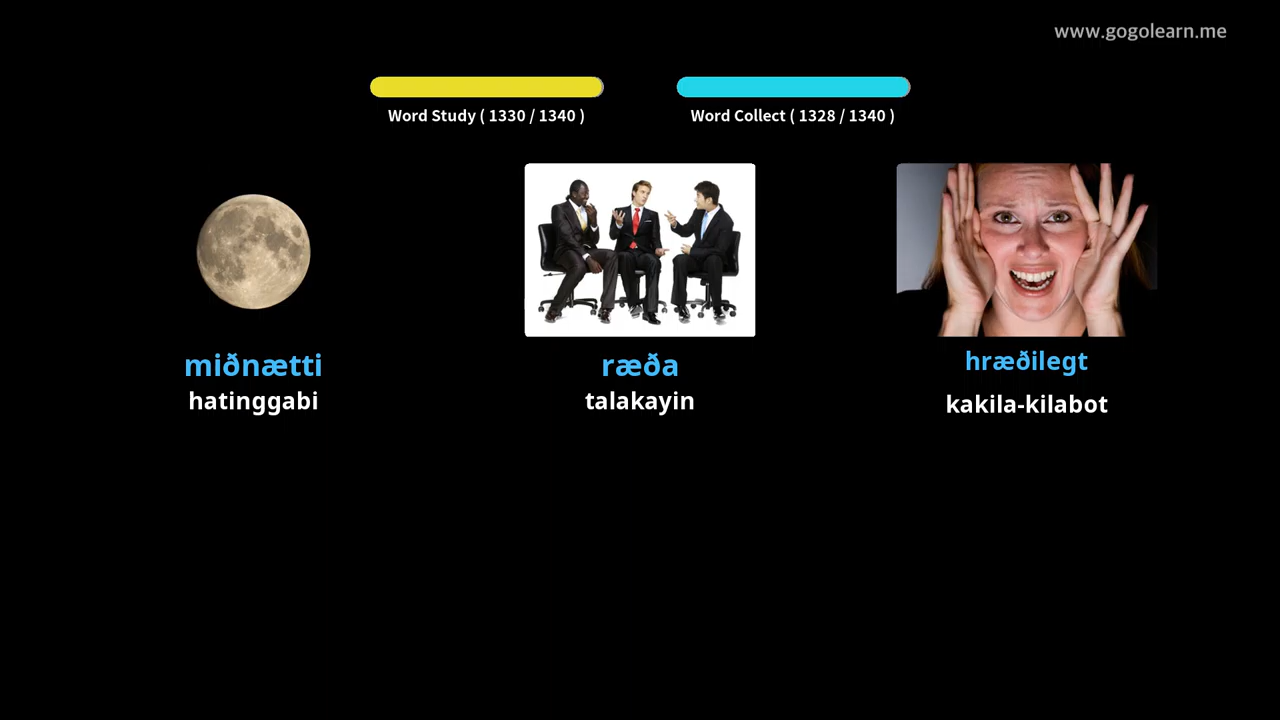 www.gogolearn.me
Word Study ( 1330 / 1340 )
Word Collect ( 1328 / 1340 )
miðnætti
hatinggabi
ræða
talakayin
hræðilegt
kakila-kilabot